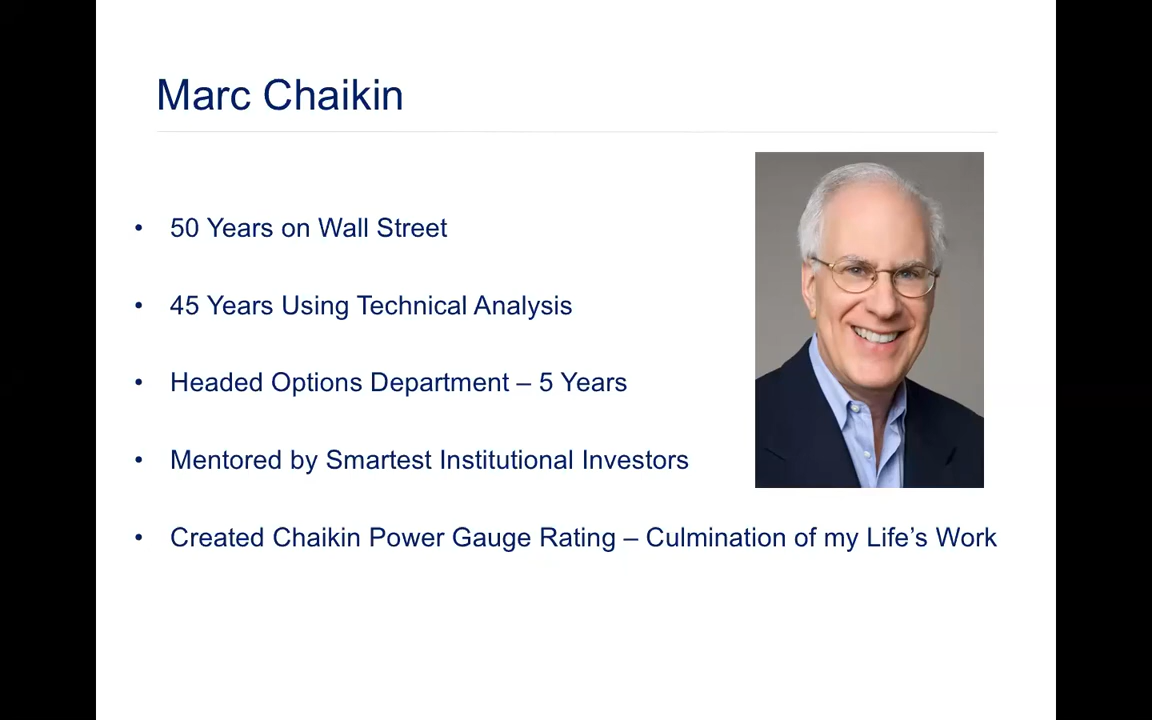 Marc Chaikin
• 50 Years on Wall Street
• 45 Years Using Technical Analysis
• Headed Options Department – 5 Years
• Mentored by Smartest Institutional Investors
• Created Chaikin Power Gauge Rating – Culmination of my Life’s Work